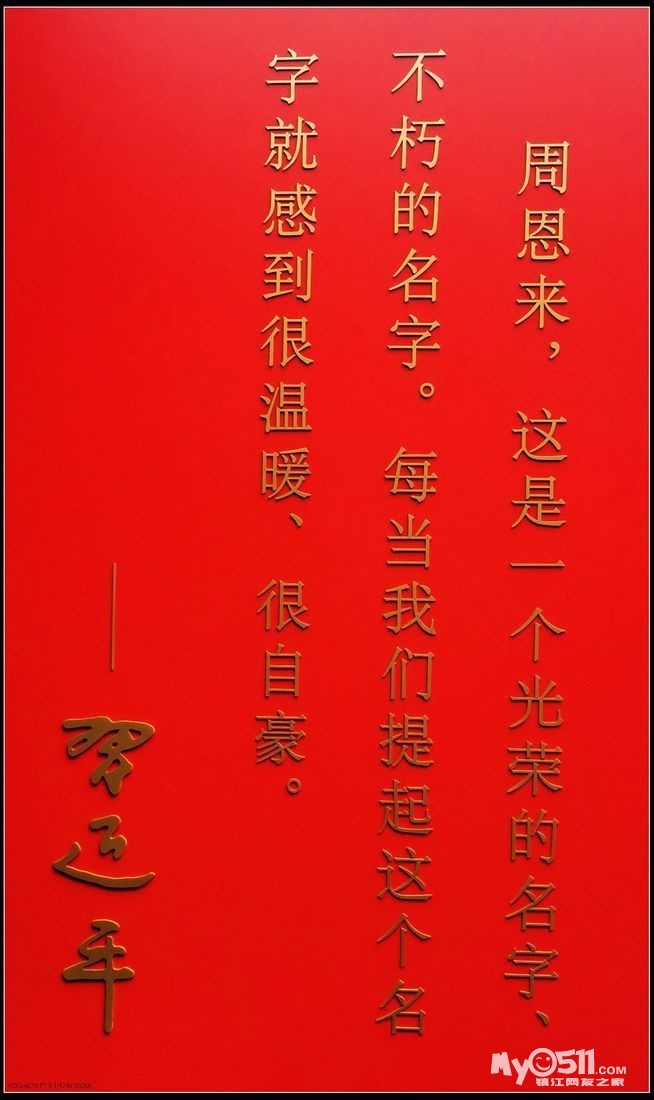 周恩来，这是一个光荣的名字、
不朽的名字。每当我们提起这个名
字就感到很温暖、很自豪。
——习近平
My0511.com
镇江网友之家